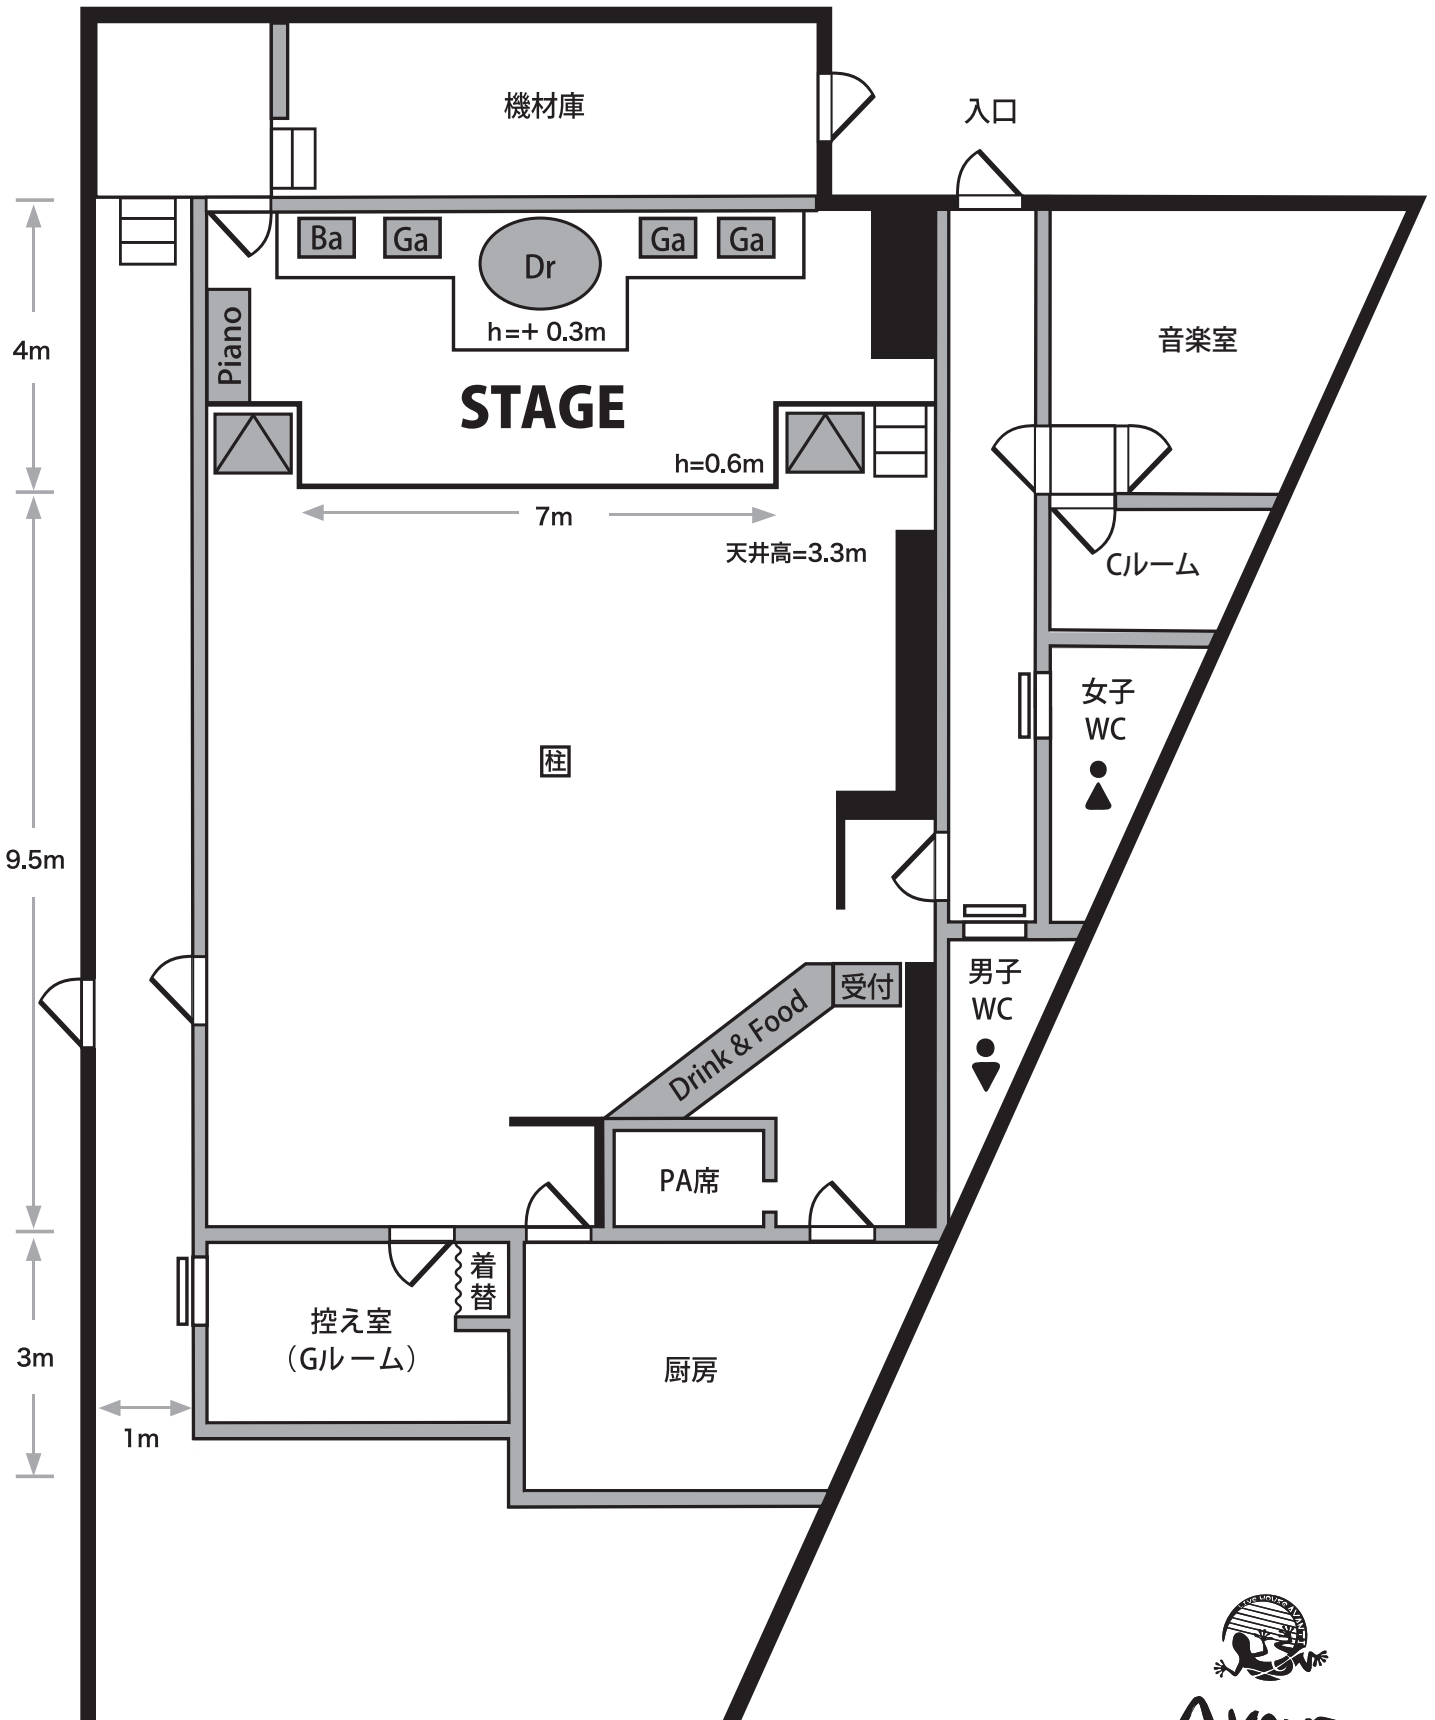 機材庫
入口
Ba
Ga
Dr
Ga
Ga
h=+ 0.3m
Piano
4m
STAGE
音楽室
h=0.6m
7m
天井高=3.3m
Cルーム
女子
WC
柱
9.5m
男子
WC
受付
Drink & Food
PA席
着替
控え室
(Gルーム)
3m
厨房
1m